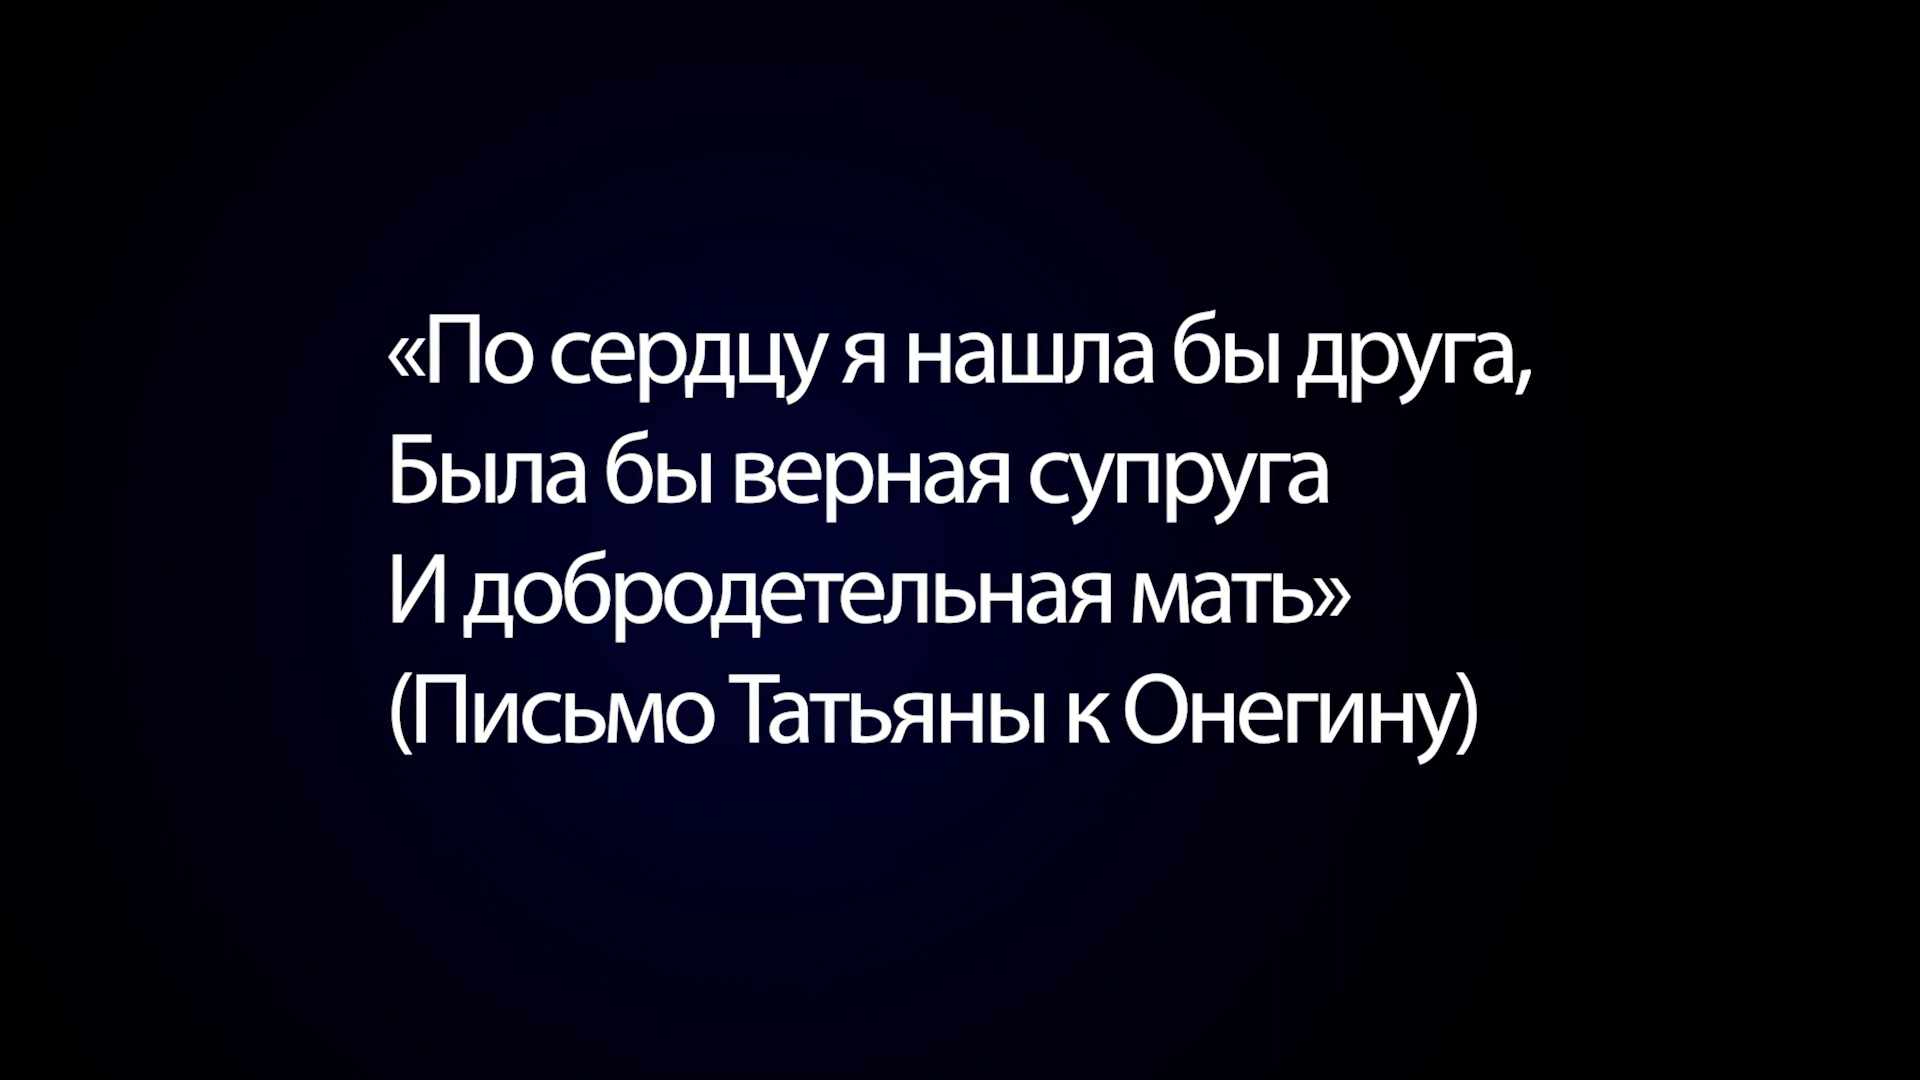 «По сердцу я нашла бы друга,
Была бы верная супруга
И добродетельная мать»
(Письмо Татьяны к Онегину)